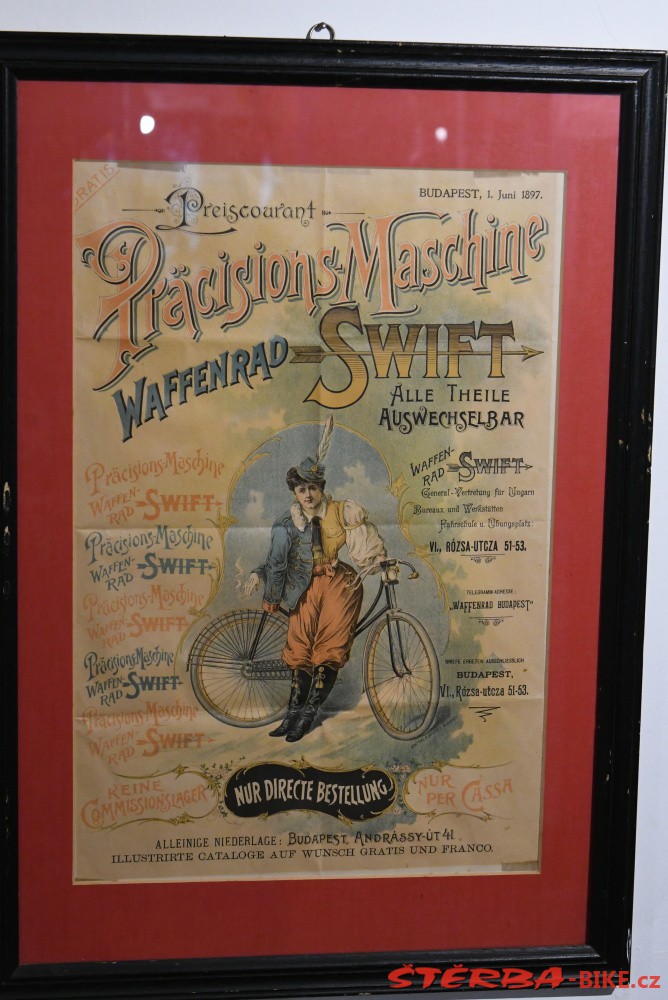 GRATIS
BUDAPEST, 1. Juni 1897.
Preiscourant
Präcisions-Maschine
WAFFENRAD SWIFT
ALLE THEILE
AUSWECHSELBAR
Präcisions-Maschine
WAFFEN-
RAD -SWIFT-
Präcisions-Maschine
WAFFEN-
RAD -SWIFT-
Präcisions-Maschine
WAFFEN-
RAD -SWIFT-
Präcisions-Maschine
WAFFEN-
RAD -SWIFT-
Präcisions-Maschine
WAFFEN-
RAD -SWIFT-
WAFFEN-
RAD SWIFT
General-Vertretung für Ungarn
Bureaux und Werkstätten
Fahrschule u. Übungsplatz:
VI., RÓZSA-UTCZA 51-53.
TELEGRAMM-ADRESSE:
„WAFFENRAD BUDAPEST"
BRIEFE ERBETEN AUSSCHLIESSLICH
BUDAPEST,
VI., Rózsa-utcza 51-53.
KEINE
COMMISSIONSLAGER
NUR DIRECTE BESTELLUNG
NUR
PER CASSA
ALLEINIGE NIEDERLAGE: BUDAPEST, ANDRÁSSY-ÚT 41.
ILLUSTRIRTE CATALOGE AUF WUNSCH GRATIS UND FRANCO.
ŠTĚRBA-BIKE.cz